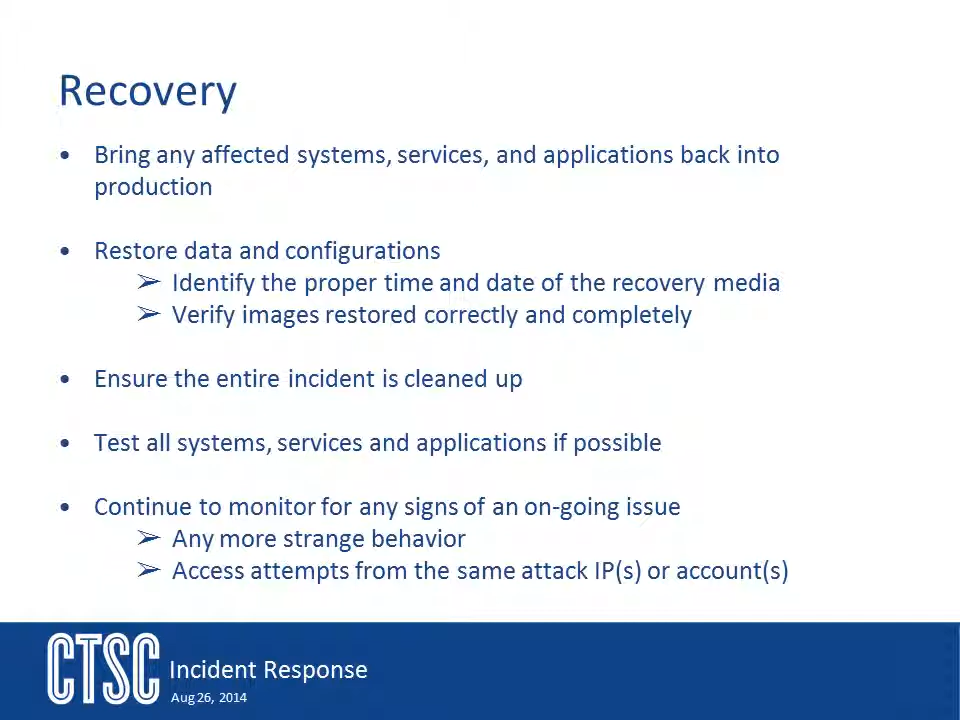 Recovery
• Bring any affected systems, services, and applications back into
production
• Restore data and configurations
➢ Identify the proper time and date of the recovery media
➢ Verify images restored correctly and completely
• Ensure the entire incident is cleaned up
• Test all systems, services and applications if possible
• Continue to monitor for any signs of an on-going issue
➢ Any more strange behavior
➢ Access attempts from the same attack IP(s) or account(s)
CTSC Incident Response
Aug 26, 2014